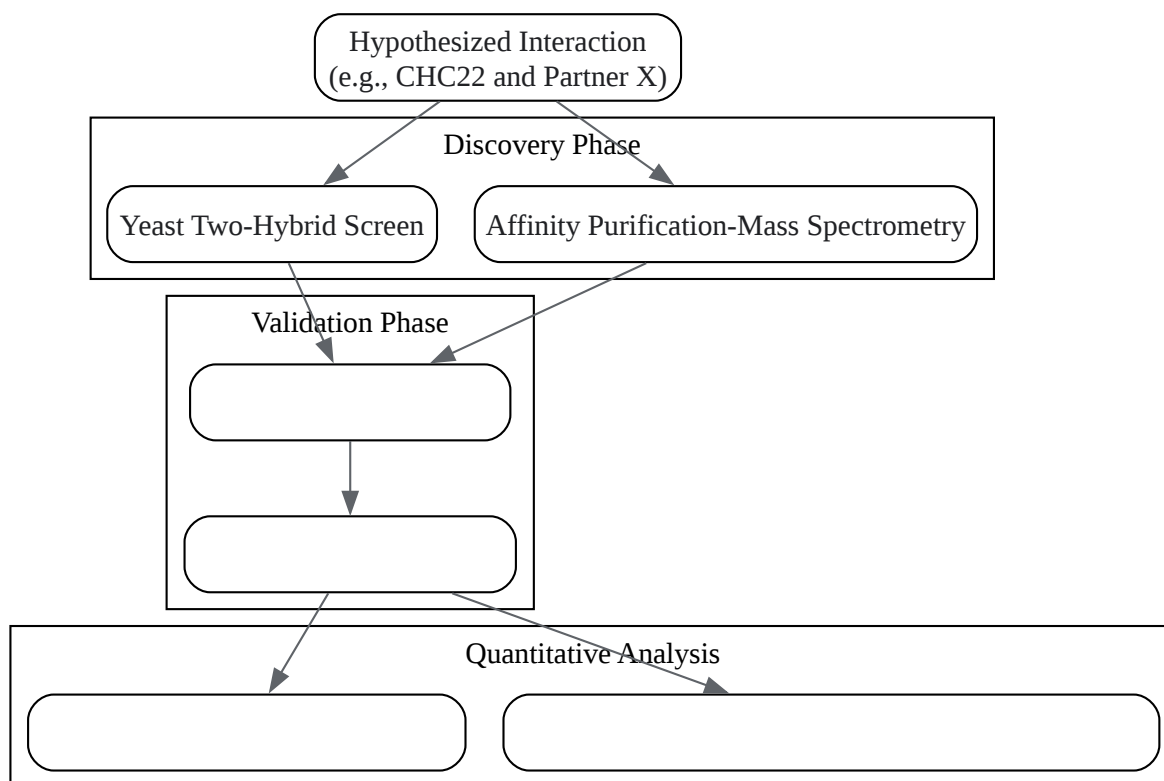 Hypothesized Interaction
(e.g., CHC22 and Partner X)
Discovery Phase
Yeast Two-Hybrid Screen
Affinity Purification-Mass Spectrometry
Validation Phase
Quantitative Analysis